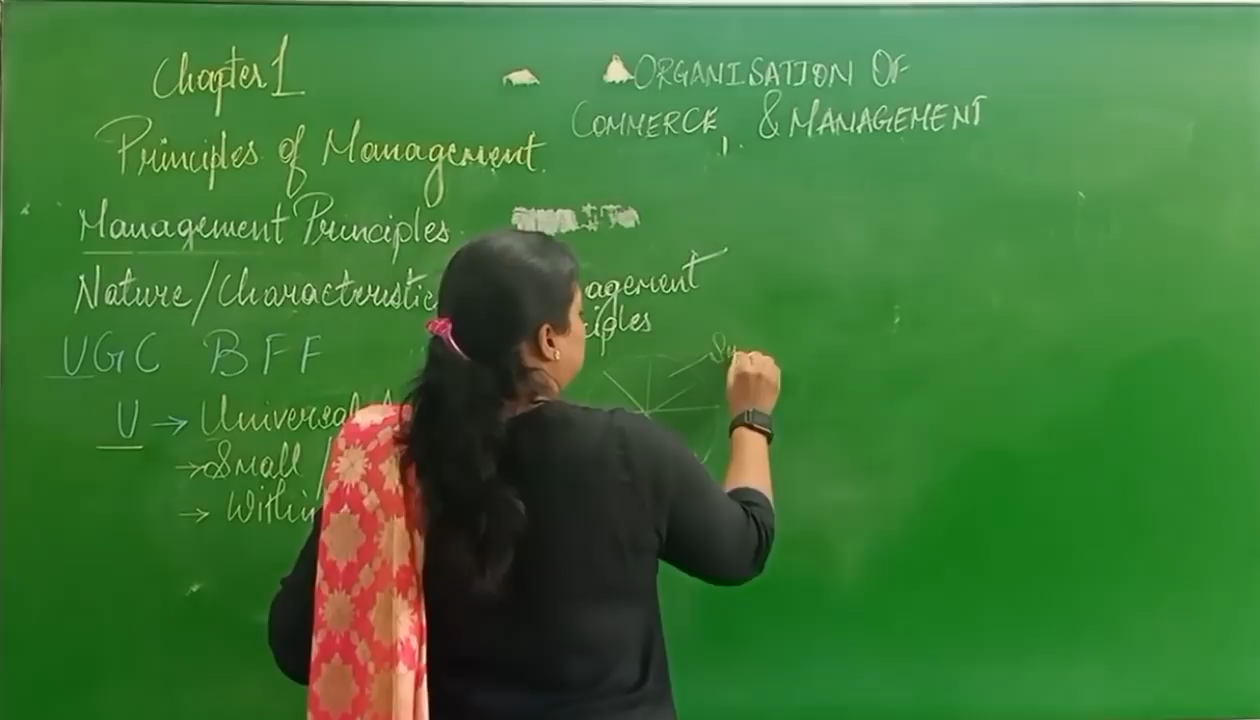 Chapter 1
ORGANISATION OF
COMMERCE, & MANAGEMENT
Principles of Management.
Management Principles
Nature/Characteristic agement
ciples
UGC BFF
U → Universal
→ Small /
→ Within